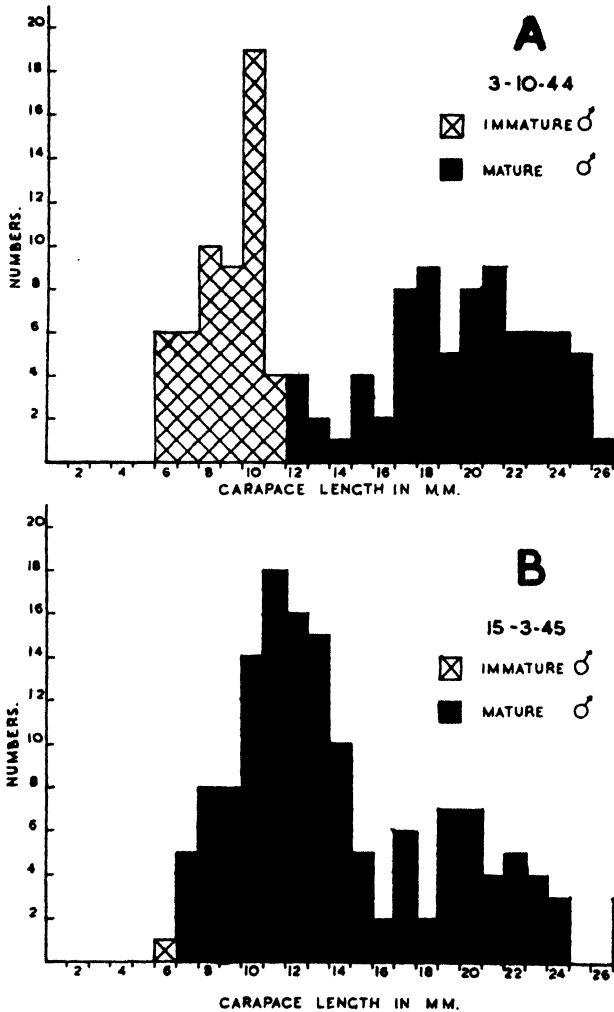 A
3-10-44
IMMATURE ♂
MATURE ♂
NUMBERS.
20
18
16
14
12
10
8
6
4
2
2 4 6 8 10 12 14 16 18 20 22 24 26
CARAPACE LENGTH IN M.M.
B
15-3-45
IMMATURE ♂
MATURE ♂
NUMBERS.
20
18
16
14
12
10
8
6
4
2
2 4 6 8 10 12 14 16 18 20 22 24 26
CARAPACE LENGTH IN M.M.